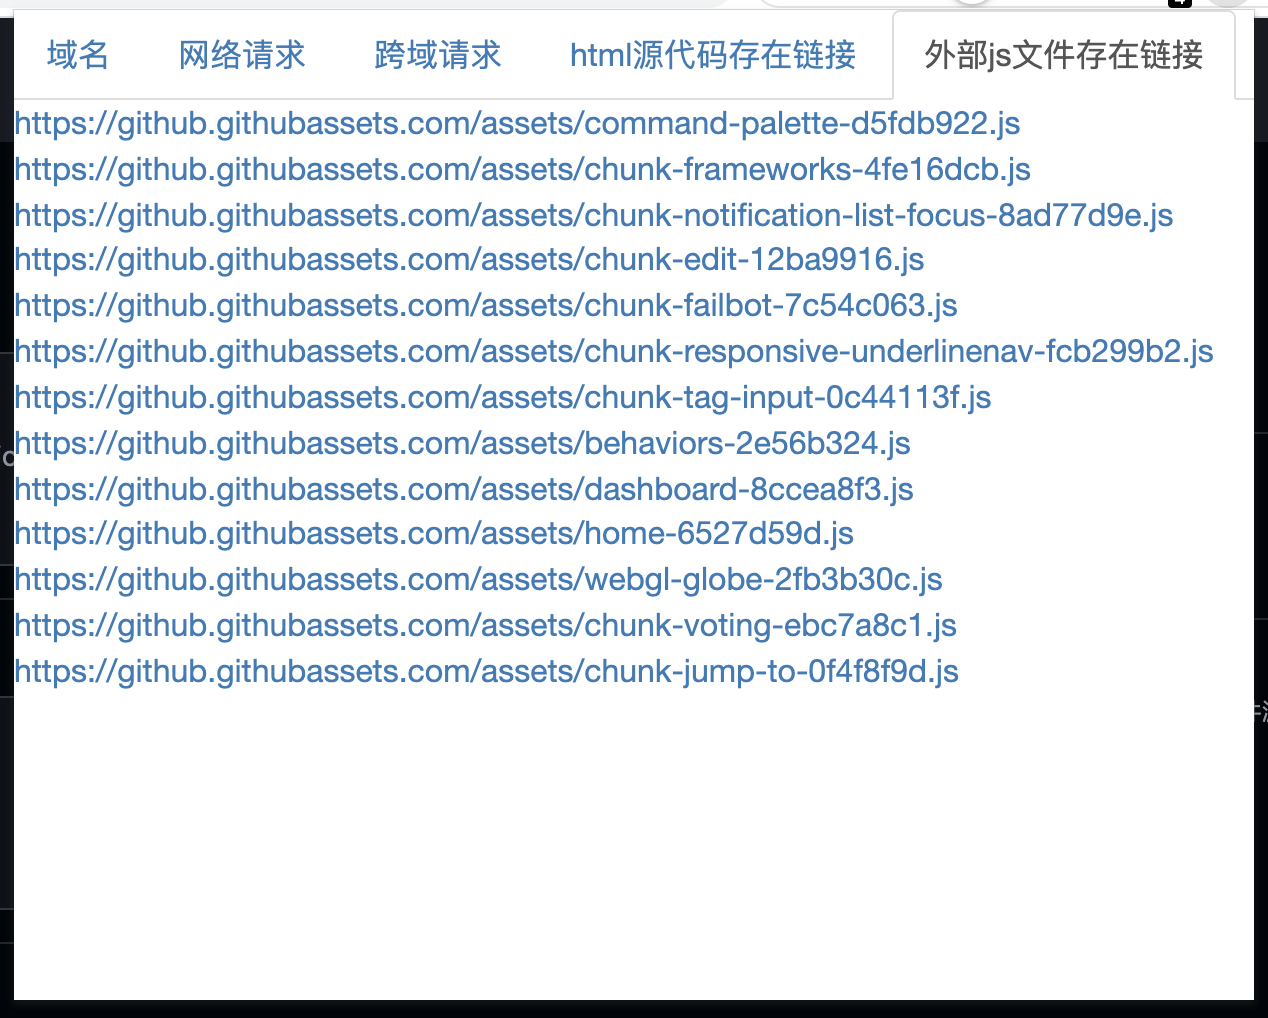 域名 网络请求 跨域请求 html源代码存在链接 外部js文件存在链接
https://github.githubassets.com/assets/command-palette-d5fdb922.js
https://github.githubassets.com/assets/chunk-frameworks-4fe16dcb.js
https://github.githubassets.com/assets/chunk-notification-list-focus-8ad77d9e.js
https://github.githubassets.com/assets/chunk-edit-12ba9916.js
https://github.githubassets.com/assets/chunk-failbot-7c54c063.js
https://github.githubassets.com/assets/chunk-responsive-underlinenav-fcb299b2.js
https://github.githubassets.com/assets/chunk-tag-input-0c44113f.js
https://github.githubassets.com/assets/behaviors-2e56b324.js
https://github.githubassets.com/assets/dashboard-8ccea8f3.js
https://github.githubassets.com/assets/home-6527d59d.js
https://github.githubassets.com/assets/webgl-globe-2fb3b30c.js
https://github.githubassets.com/assets/chunk-voting-ebc7a8c1.js
https://github.githubassets.com/assets/chunk-jump-to-0f4f8f9d.js